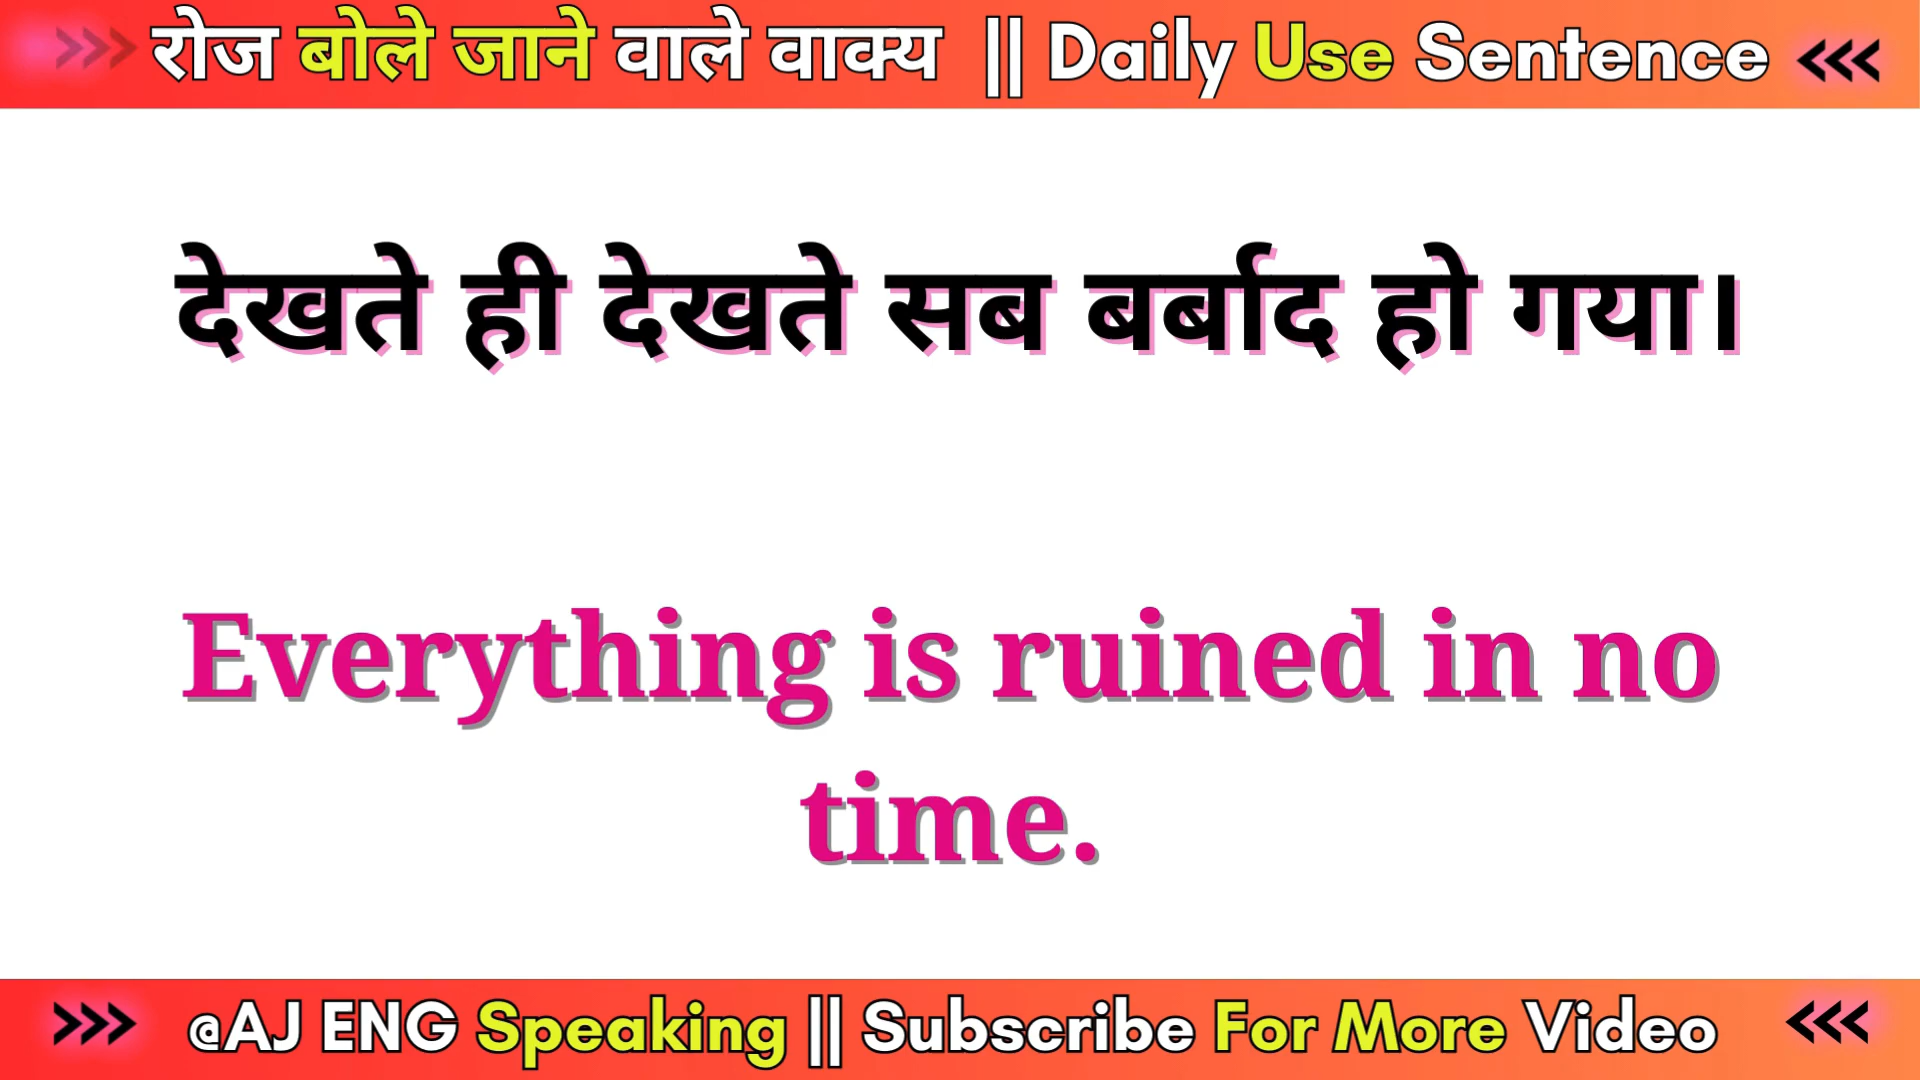 >>> रोज बोले जाने वाले वाक्य || Daily Use Sentence <<<
देखते ही देखते सब बर्बाद हो गया।
Everything is ruined in no
time.
>>> @AJ ENG Speaking || Subscribe For More Video <<<